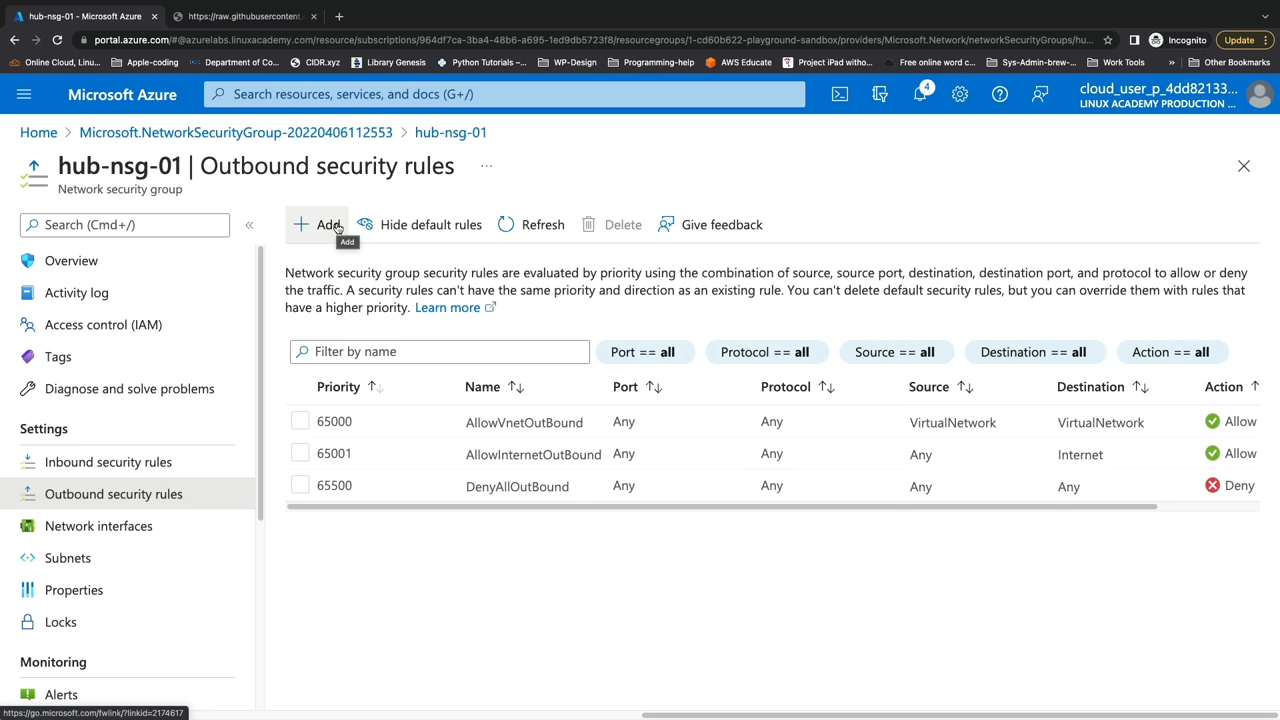 hub-nsg-01 - Microsoft Azure
https://raw.githubusercontent.
portal.azure.com/#@azurelabs.linuxacademy.com/resource/subscriptions/964df7ca-3ba4-48b6-a695-1ed9db5723f8/resourcegroups/1-cd60b622-playground-sandbox/providers/Microsoft.Network/networkSecurityGroups/hu...
Incognito
Update
Online Cloud, Linu...
Apple-coding
Department of Co...
CIDR.xyz
Library Genesis
Python Tutorials –...
WP-Design
Programming-help
AWS Educate
Project iPad witho...
Free online word c...
Sys-Admin-brew-...
Work Tools
»
Other Bookmarks
Microsoft Azure
Search resources, services, and docs (G+/)
4
cloud_user_p_4dd82133...
LINUX ACADEMY PRODUCTION ...
Home > Microsoft.NetworkSecurityGroup-20220406112553 > hub-nsg-01
hub-nsg-01 | Outbound security rules ...
Network security group
Search (Cmd+/)
«
Add
Hide default rules
Refresh
Delete
Give feedback
Add
Overview
Activity log
Access control (IAM)
Tags
Diagnose and solve problems
Settings
Inbound security rules
Outbound security rules
Network interfaces
Subnets
Properties
Locks
Monitoring
Alerts
Network security group security rules are evaluated by priority using the combination of source, source port, destination, destination port, and protocol to allow or deny
the traffic. A security rules can't have the same priority and direction as an existing rule. You can't delete default security rules, but you can override them with rules that
have a higher priority. Learn more
Filter by name
Port == all
Protocol == all
Source == all
Destination == all
Action == all
Priority Name Port Protocol Source Destination Action
65000 AllowVnetOutBound Any Any VirtualNetwork VirtualNetwork Allow
65001 AllowInternetOutBound Any Any Any Internet Allow
65500 DenyAllOutBound Any Any Any Any Deny
https://go.microsoft.com/fwlink/?linkid=2174617